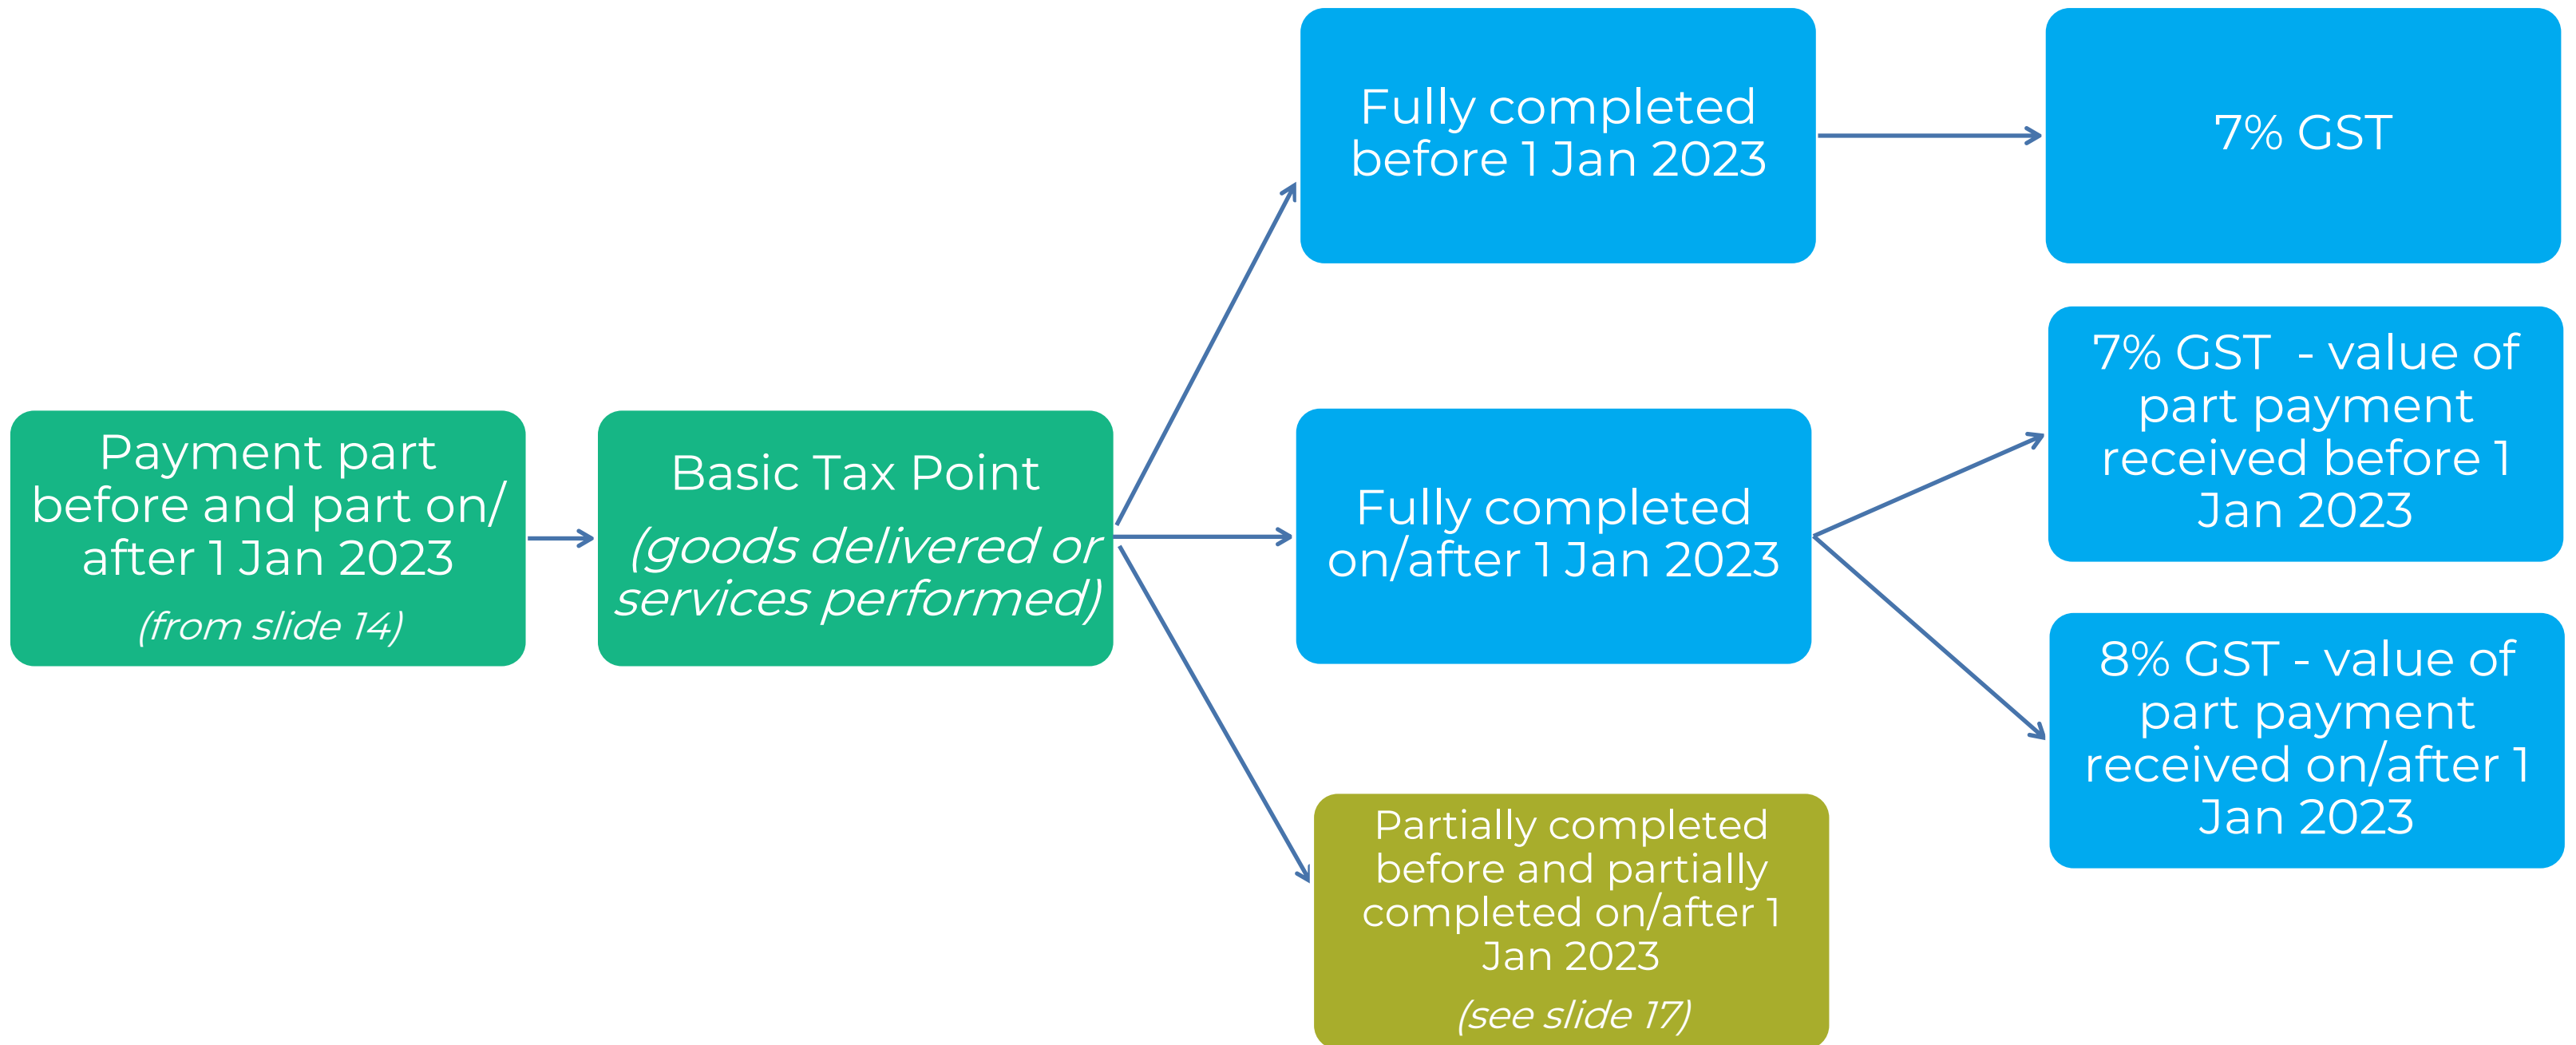 Payment part
before and part on/
after 1 Jan 2023
(from slide 14)
Basic Tax Point
(goods delivered or
services performed)
Fully completed
before 1 Jan 2023
7% GST
Fully completed
on/after 1 Jan 2023
7% GST - value of
part payment
received before 1
Jan 2023
8% GST - value of
part payment
received on/after 1
Jan 2023
Partially completed
before and partially
completed on/after 1
Jan 2023
(see slide 17)